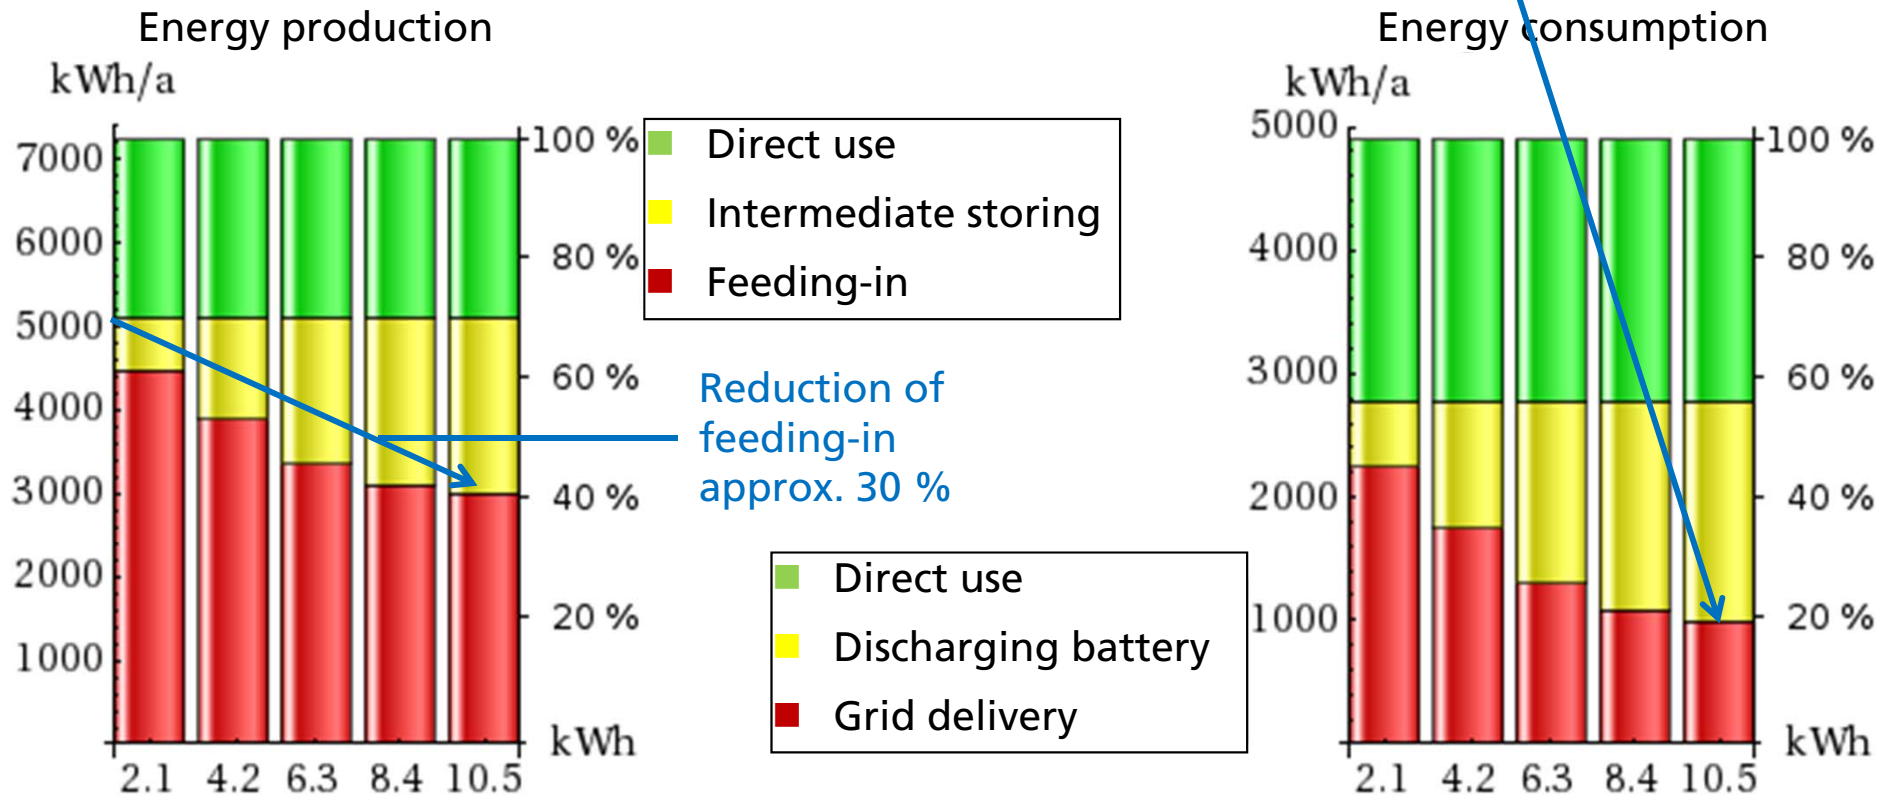 Energy production
kWh/a
7000
6000
5000
4000
3000
2000
1000
100 %
80 %
60 %
40 %
20 %
kWh
2.1 4.2 6.3 8.4 10.5
Direct use
Intermediate storing
Feeding-in
Reduction of
feeding-in
approx. 30 %
Direct use
Discharging battery
Grid delivery
Energy consumption
kWh/a
5000
4000
3000
2000
1000
100 %
80 %
60 %
40 %
20 %
kWh
2.1 4.2 6.3 8.4 10.5